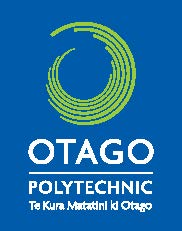 OTAGO
POLYTECHNIC
Te Kura Matatini ki Otago